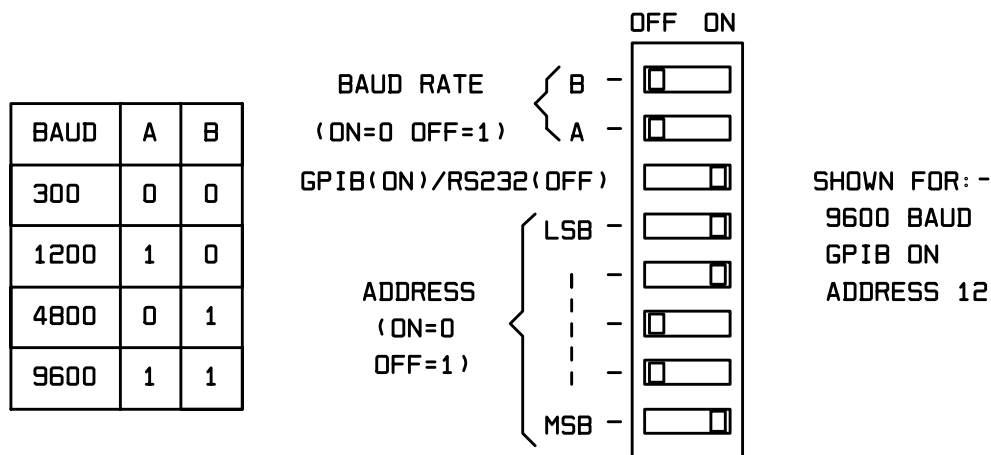 OFF ON
BAUD RATE
(ON=0 OFF=1)
B -
A -
GPIB(ON)/RS232(OFF)
LSB -
-
-
-
MSB -
ADDRESS
(ON=0
OFF=1)
BAUD A B
300 0 0
1200 1 0
4800 0 1
9600 1 1
SHOWN FOR:-
9600 BAUD
GPIB ON
ADDRESS 12